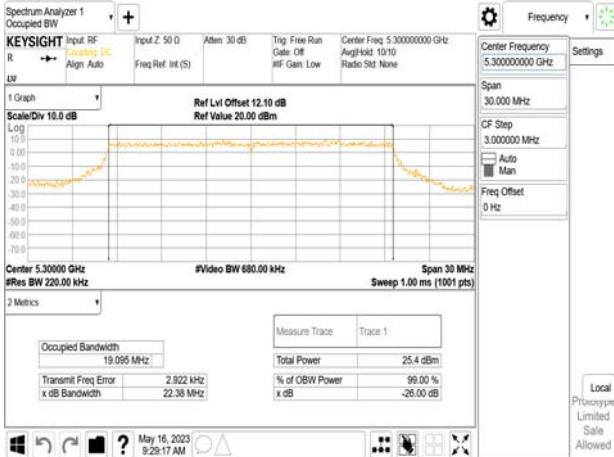 Spectrum Analyzer 1
Occupied BW
Frequency
KEYSIGHT
R
Input: RF
Coupling: DC
Align: Auto
Input Z: 50 Ω
Freq Ref: Int (S)
Atten: 30 dB
Trig: Free Run
Gate: Off
#IF Gain: Low
Center Freq: 5.300000000 GHz
Avg|Hold: 10/10
Radio Std: None
1 Graph
Scale/Div 10.0 dB
Ref Lvl Offset 12.10 dB
Ref Value 20.00 dBm
Log
10.0
0.00
-10.0
-20.0
-30.0
-40.0
-50.0
-60.0
-70.0
Center 5.30000 GHz
#Res BW 220.00 kHz
#Video BW 680.00 kHz
Span 30 MHz
Sweep 1.00 ms (1001 pts)
2 Metrics
Occupied Bandwidth
19.095 MHz
Transmit Freq Error 2.922 kHz
x dB Bandwidth 22.38 MHz
Measure Trace Trace 1
Total Power 25.4 dBm
% of OBW Power 99.00 %
x dB -26.00 dB
Center Frequency
5.300000000 GHz
Settings
Span
30.000 MHz
CF Step
3.000000 MHz
Auto
Man
Freq Offset
0 Hz
Local
Prototype
Limited
Sale
Allowed
?
May 16, 2023
9:29:17 AM